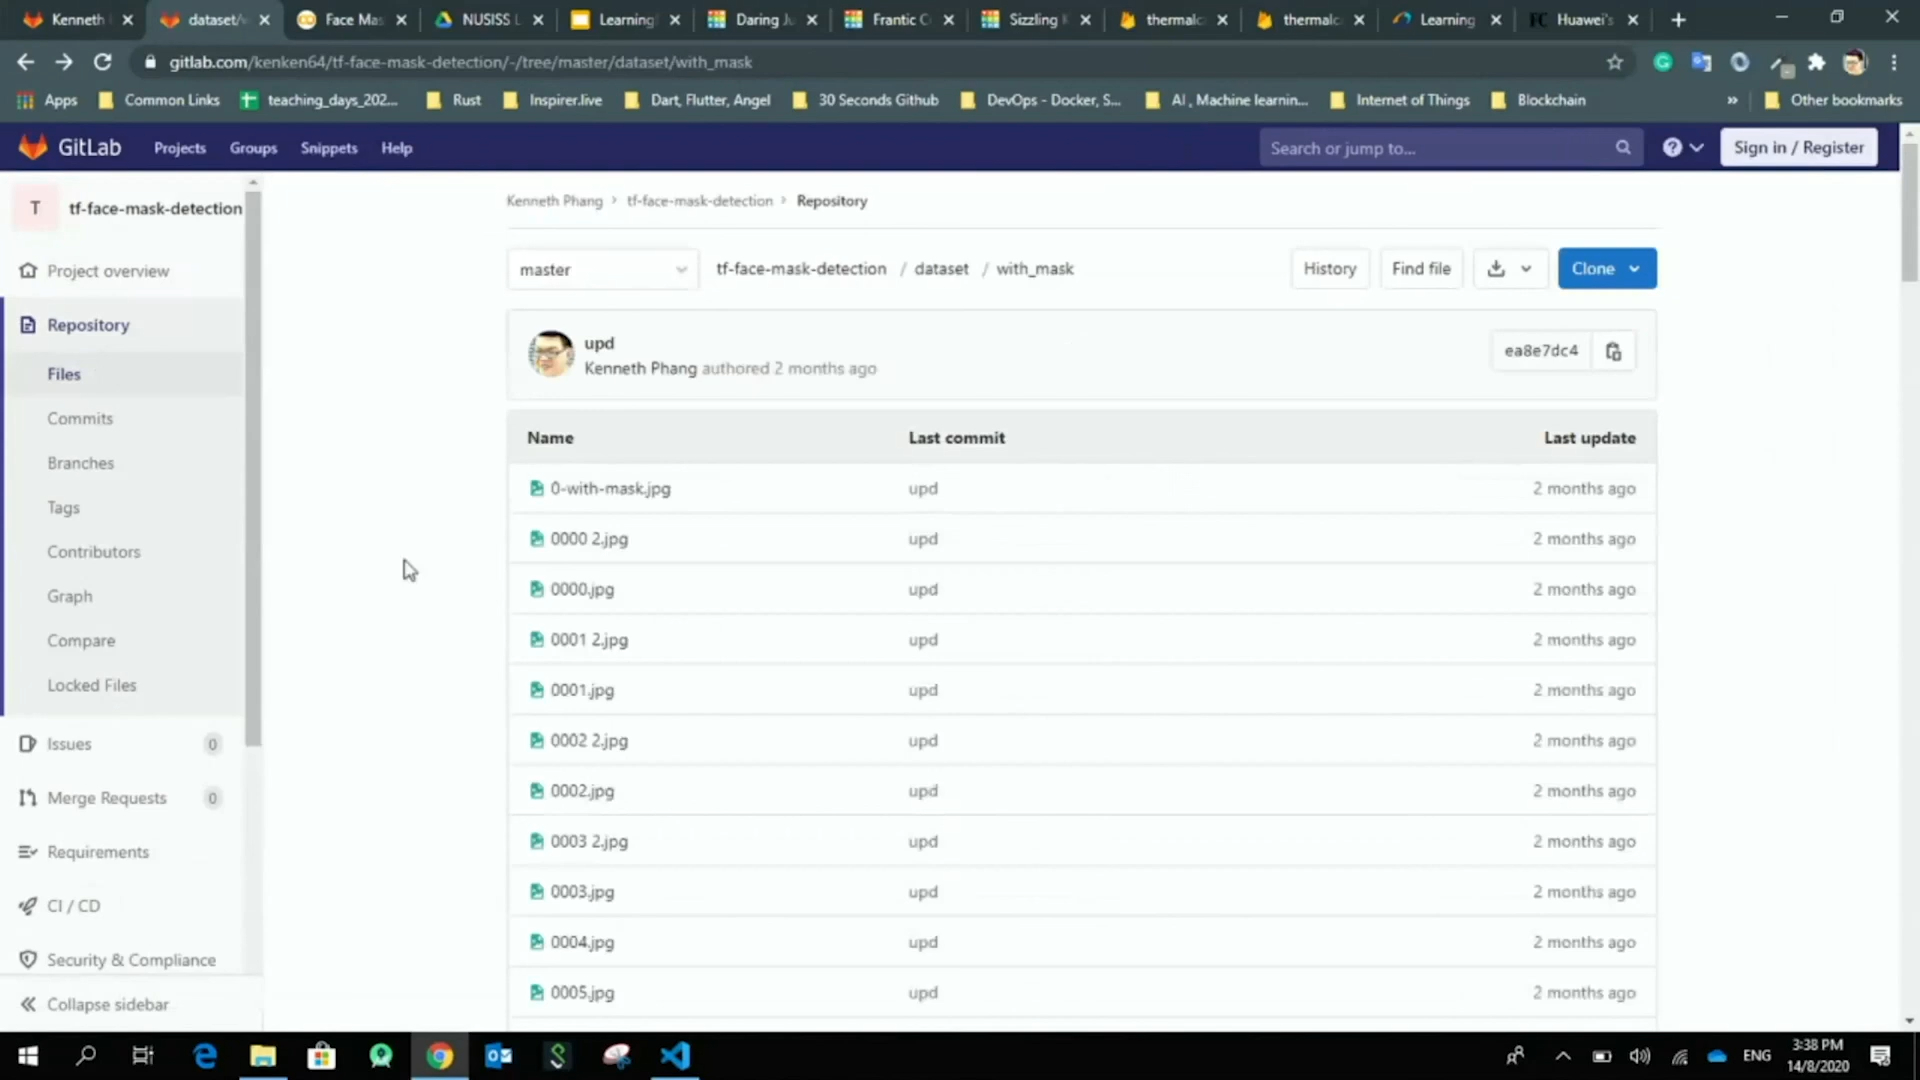 Kenneth
dataset/
Face Mas
NUSISS L
Learning
Daring Ju
Frantic C
Sizzling
thermalc
thermalc
Learning
Huawei's
gitlab.com/kenken64/tf-face-mask-detection/-/tree/master/dataset/with_mask
Apps
Common Links
teaching_days_202...
Rust
Inspirer.live
Dart, Flutter, Angel
30 Seconds Github
DevOps - Docker, S...
AI , Machine learnin...
Internet of Things
Blockchain
»
Other bookmarks
GitLab
Projects
Groups
Snippets
Help
Search or jump to...
Sign in / Register
T
tf-face-mask-detection
Project overview
Repository
Files
Commits
Branches
Tags
Contributors
Graph
Compare
Locked Files
Issues 0
Merge Requests 0
Requirements
CI / CD
Security & Compliance
Collapse sidebar
Kenneth Phang > tf-face-mask-detection > Repository
master
tf-face-mask-detection / dataset / with_mask
History
Find file
Clone
upd
Kenneth Phang authored 2 months ago
ea8e7dc4
Name Last commit Last update
0-with-mask.jpg upd 2 months ago
0000 2.jpg upd 2 months ago
0000.jpg upd 2 months ago
0001 2.jpg upd 2 months ago
0001.jpg upd 2 months ago
0002 2.jpg upd 2 months ago
0002.jpg upd 2 months ago
0003 2.jpg upd 2 months ago
0003.jpg upd 2 months ago
0004.jpg upd 2 months ago
0005.jpg upd 2 months ago
ENG
3:38 PM
14/8/2020